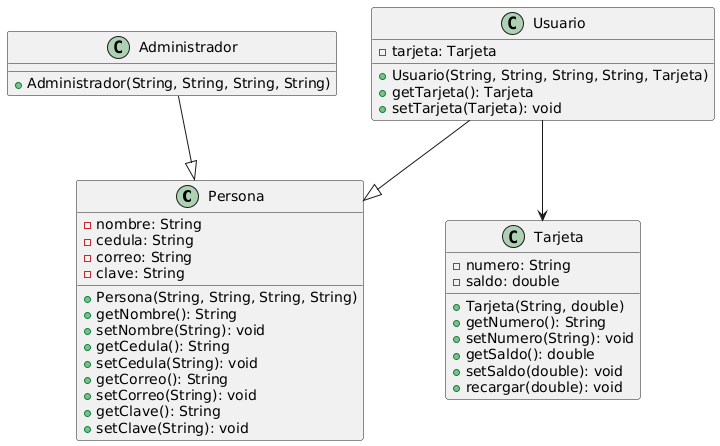 C Administrador
Administrador(String, String, String, String)
C Usuario
tarjeta: Tarjeta
Usuario(String, String, String, String, Tarjeta)
getTarjeta(): Tarjeta
setTarjeta(Tarjeta): void
C Persona
nombre: String
cedula: String
correo: String
clave: String
Persona(String, String, String, String)
getNombre(): String
setNombre(String): void
getCedula(): String
setCedula(String): void
getCorreo(): String
setCorreo(String): void
getClave(): String
setClave(String): void
C Tarjeta
numero: String
saldo: double
Tarjeta(String, double)
getNumero(): String
setNumero(String): void
getSaldo(): double
setSaldo(double): void
recargar(double): void